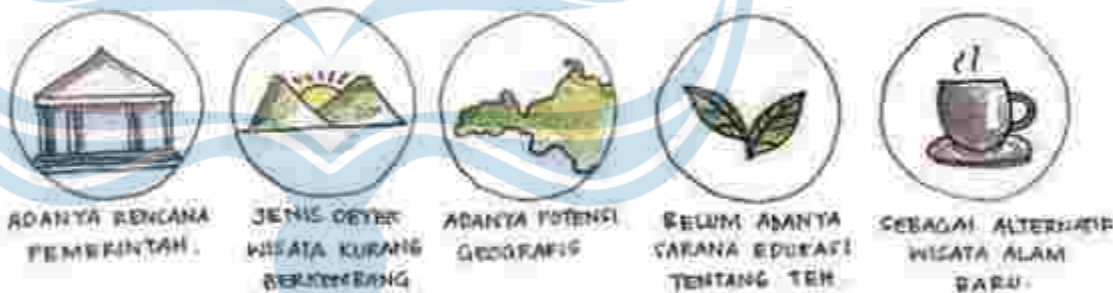 ADANYA RENCANA
PEMERINTAH.
JENIS OBYEK
WISATA KURANG
BERKEMBANG
ADANYA POTENSI
GEOGRAFIS
BELUM ADANYA
SARANA EDUKASI
TENTANG TEH.
SEBAGAI ALTERNATIF
WISATA ALAM
BARU.